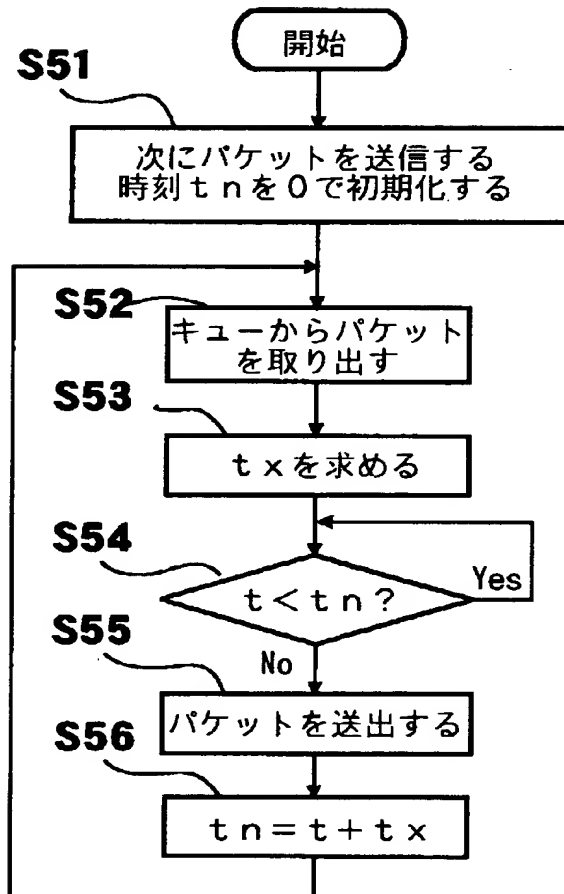 開始
S51
次にパケットを送信する
時刻tnを0で初期化する
S52
キューからパケット
を取り出す
S53
txを求める
S54
t<tn?
Yes
No
S55
パケットを送出する
S56
tn=t+tx